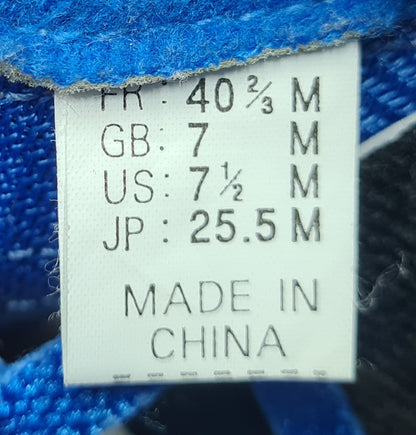 FR: 40 ⅔ M
GB: 7 M
US: 7 ½ M
JP: 25.5 M
MADE IN
CHINA